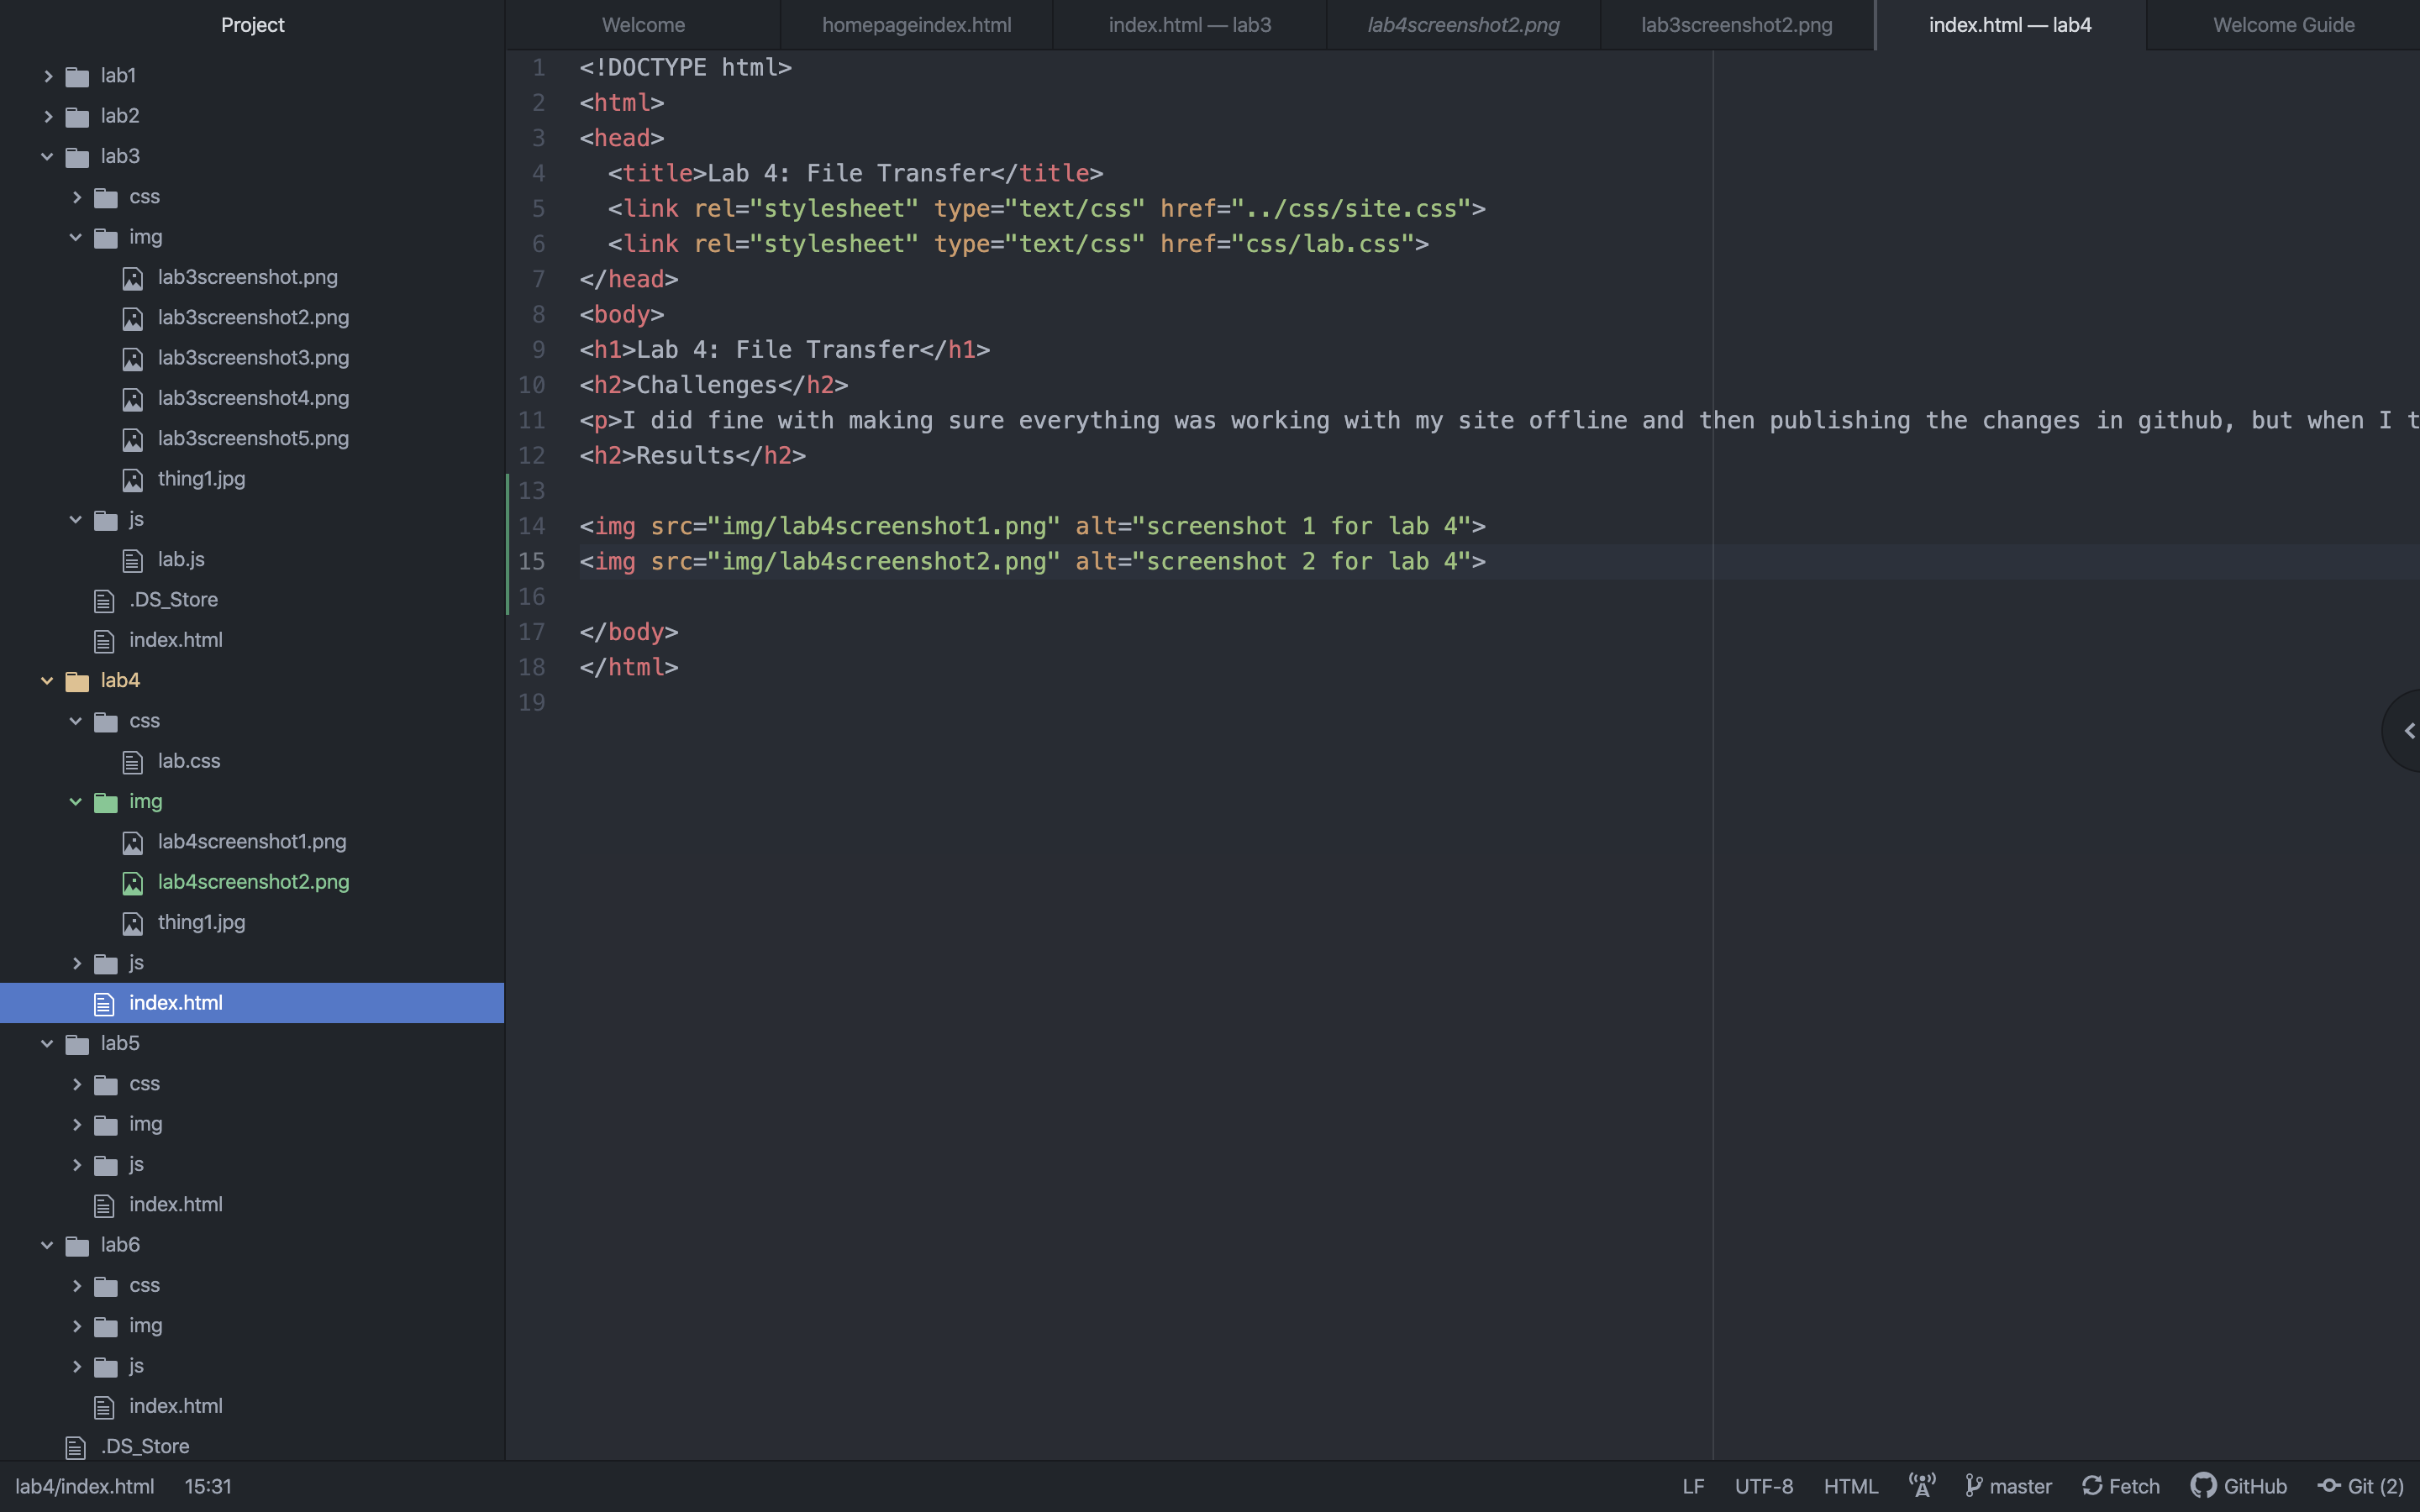 Project
lab1
lab2
lab3
css
img
lab3screenshot.png
lab3screenshot2.png
lab3screenshot3.png
lab3screenshot4.png
lab3screenshot5.png
thing1.jpg
js
lab.js
.DS_Store
index.html
lab4
css
lab.css
img
lab4screenshot1.png
lab4screenshot2.png
thing1.jpg
js
index.html
lab5
css
img
js
index.html
lab6
css
img
js
index.html
.DS_Store
Welcome homepageindex.html index.html — lab3 lab4screenshot2.png lab3screenshot2.png index.html — lab4 Welcome Guide
1 <!DOCTYPE html>
2 <html>
3 <head>
4 <title>Lab 4: File Transfer</title>
5 <link rel="stylesheet" type="text/css" href="../css/site.css">
6 <link rel="stylesheet" type="text/css" href="css/lab.css">
7 </head>
8 <body>
9 <h1>Lab 4: File Transfer</h1>
10 <h2>Challenges</h2>
11 <p>I did fine with making sure everything was working with my site offline and then publishing the changes in github, but when I t
12 <h2>Results</h2>
13
14 <img src="img/lab4screenshot1.png" alt="screenshot 1 for lab 4">
15 <img src="img/lab4screenshot2.png" alt="screenshot 2 for lab 4">
16
17 </body>
18 </html>
19
lab4/index.html 15:31 LF UTF-8 HTML master Fetch GitHub Git (2)